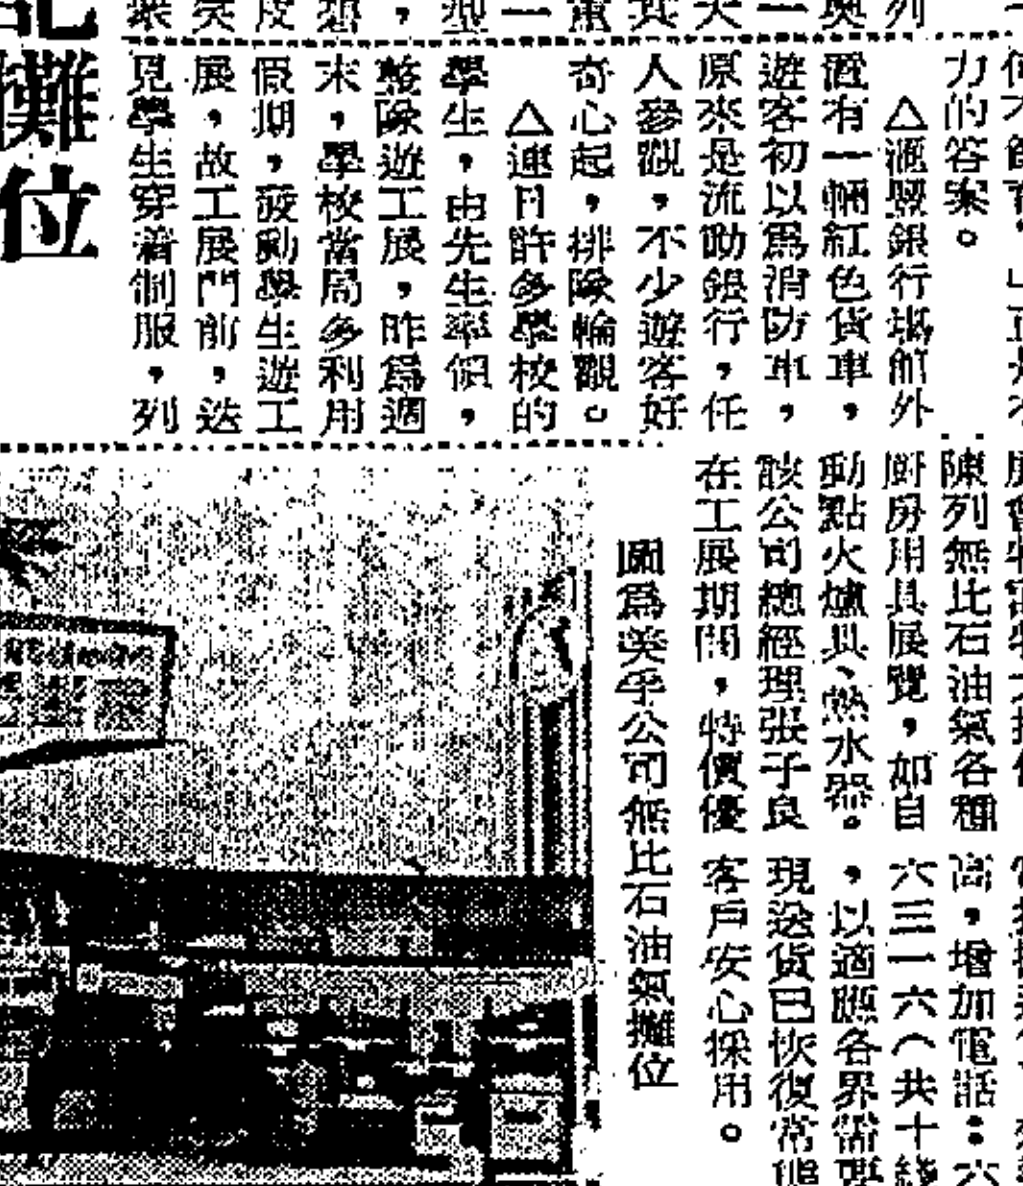 力的答案。
△滙豐銀行攤館外
置有一輛紅色貨車，
遊客初以爲消防車，
原來是流動銀行，任
人參觀，不少遊客好
奇心起，排隊輪觀。
△連日許多學校的
學生，由先生率領，
整隊遊工展，昨爲週
末，學校當局多利用
假期，發動學生遊工
展，故工展門前，迭
見學生穿着制服，列
攤位
陳列無比石油氣各種
厨房用具展覽，如自
動點火爐具、熱水器。
該公司總經理張子良
在工展期間，特價優
高，增加電話：六
六三一六六（共十綫
，以適應各界需要
現送貨已恢復常
客戶安心採用。
圖爲英孚公司無比石油氣攤位